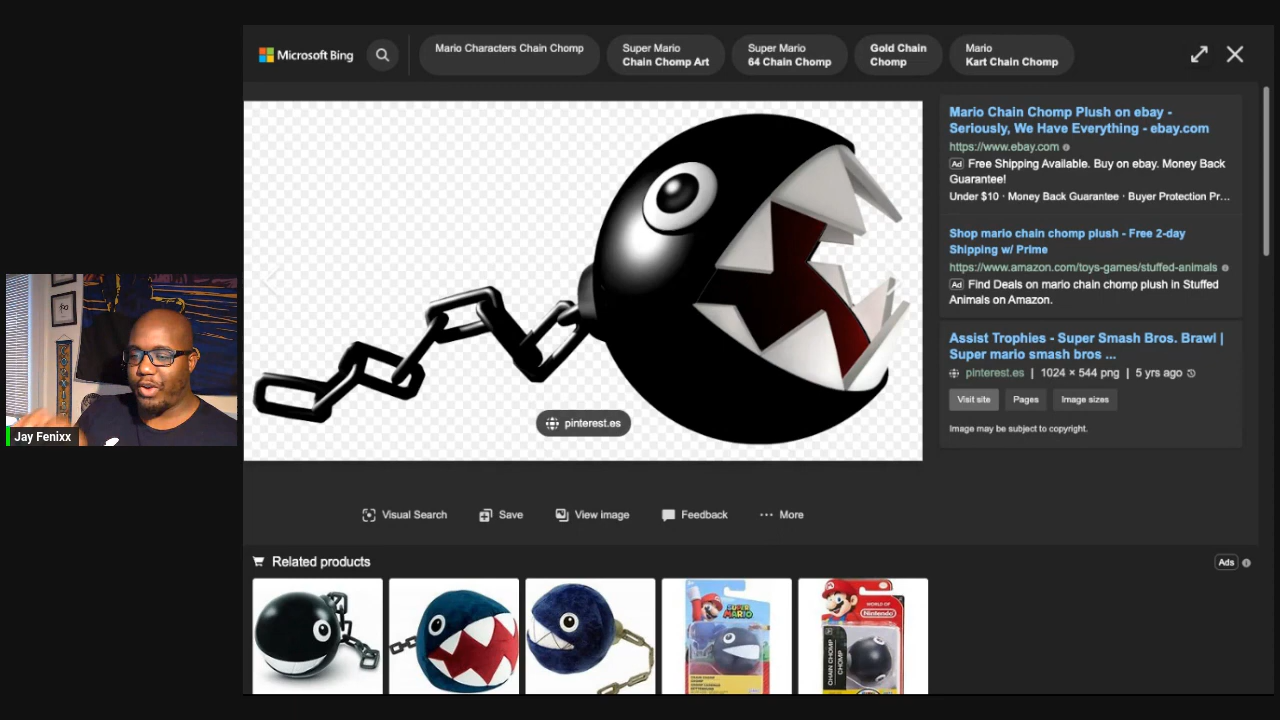 Microsoft Bing
Mario Characters Chain Chomp
Super Mario
Chain Chomp Art
Super Mario
64 Chain Chomp
Gold Chain
Chomp
Mario
Kart Chain Chomp
Mario Chain Chomp Plush on ebay -
Seriously, We Have Everything - ebay.com
https://www.ebay.com
Ad Free Shipping Available. Buy on ebay. Money Back
Guarantee!
Under $10 · Money Back Guarantee · Buyer Protection Pr...
Shop mario chain chomp plush - Free 2-day
Shipping w/ Prime
https://www.amazon.com/toys-games/stuffed-animals
Ad Find Deals on mario chain chomp plush in Stuffed
Animals on Amazon.
Assist Trophies - Super Smash Bros. Brawl |
Super mario smash bros ...
pinterest.es | 1024 × 544 png | 5 yrs ago
Visit site
Pages
Image sizes
Image may be subject to copyright.
pinterest.es
Jay Fenixx
Visual Search
Save
View image
Feedback
More
Related products
Ads
SUPER
MARIO
WORLD OF
Nintendo
CHAIN CHOMP
CHOMP